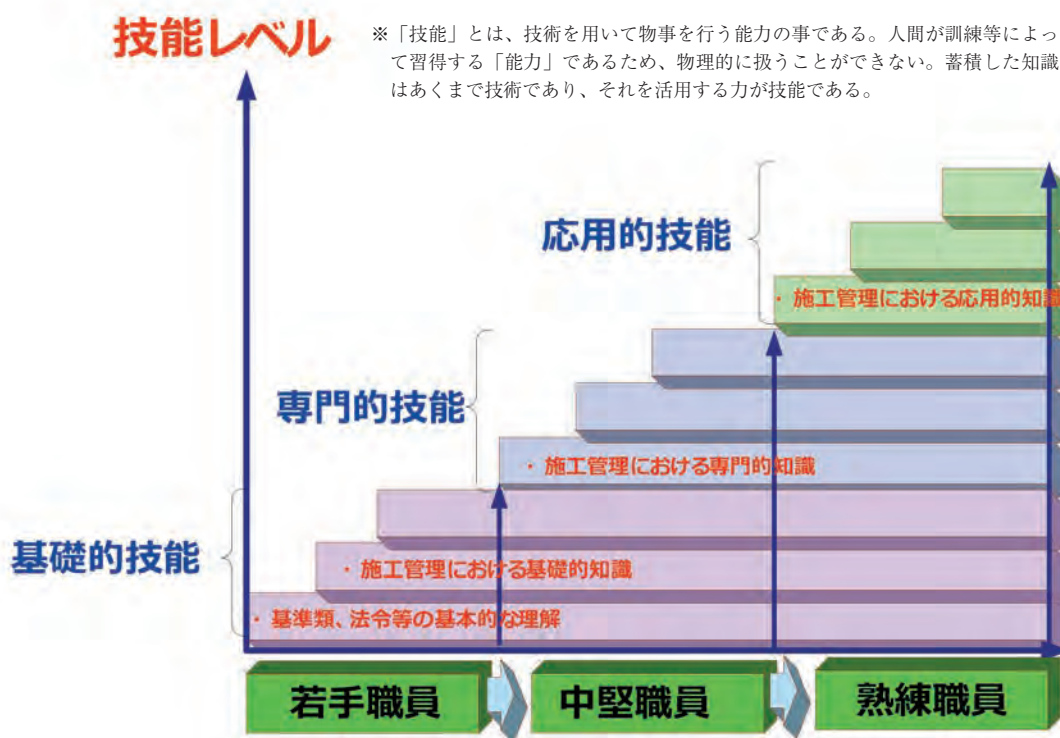 技能レベル
※「技能」とは、技術を用いて物事を行う能力の事である。人間が訓練等によっ
て習得する「能力」であるため、物理的に扱うことができない。蓄積した知識
はあくまで技術であり、それを活用する力が技能である。
応用的技能
・施工管理における応用的知識
専門的技能
・施工管理における専門的知識
基礎的技能
・施工管理における基礎的知識
・基準類、法令等の基本的な理解
若手職員
中堅職員
熟練職員